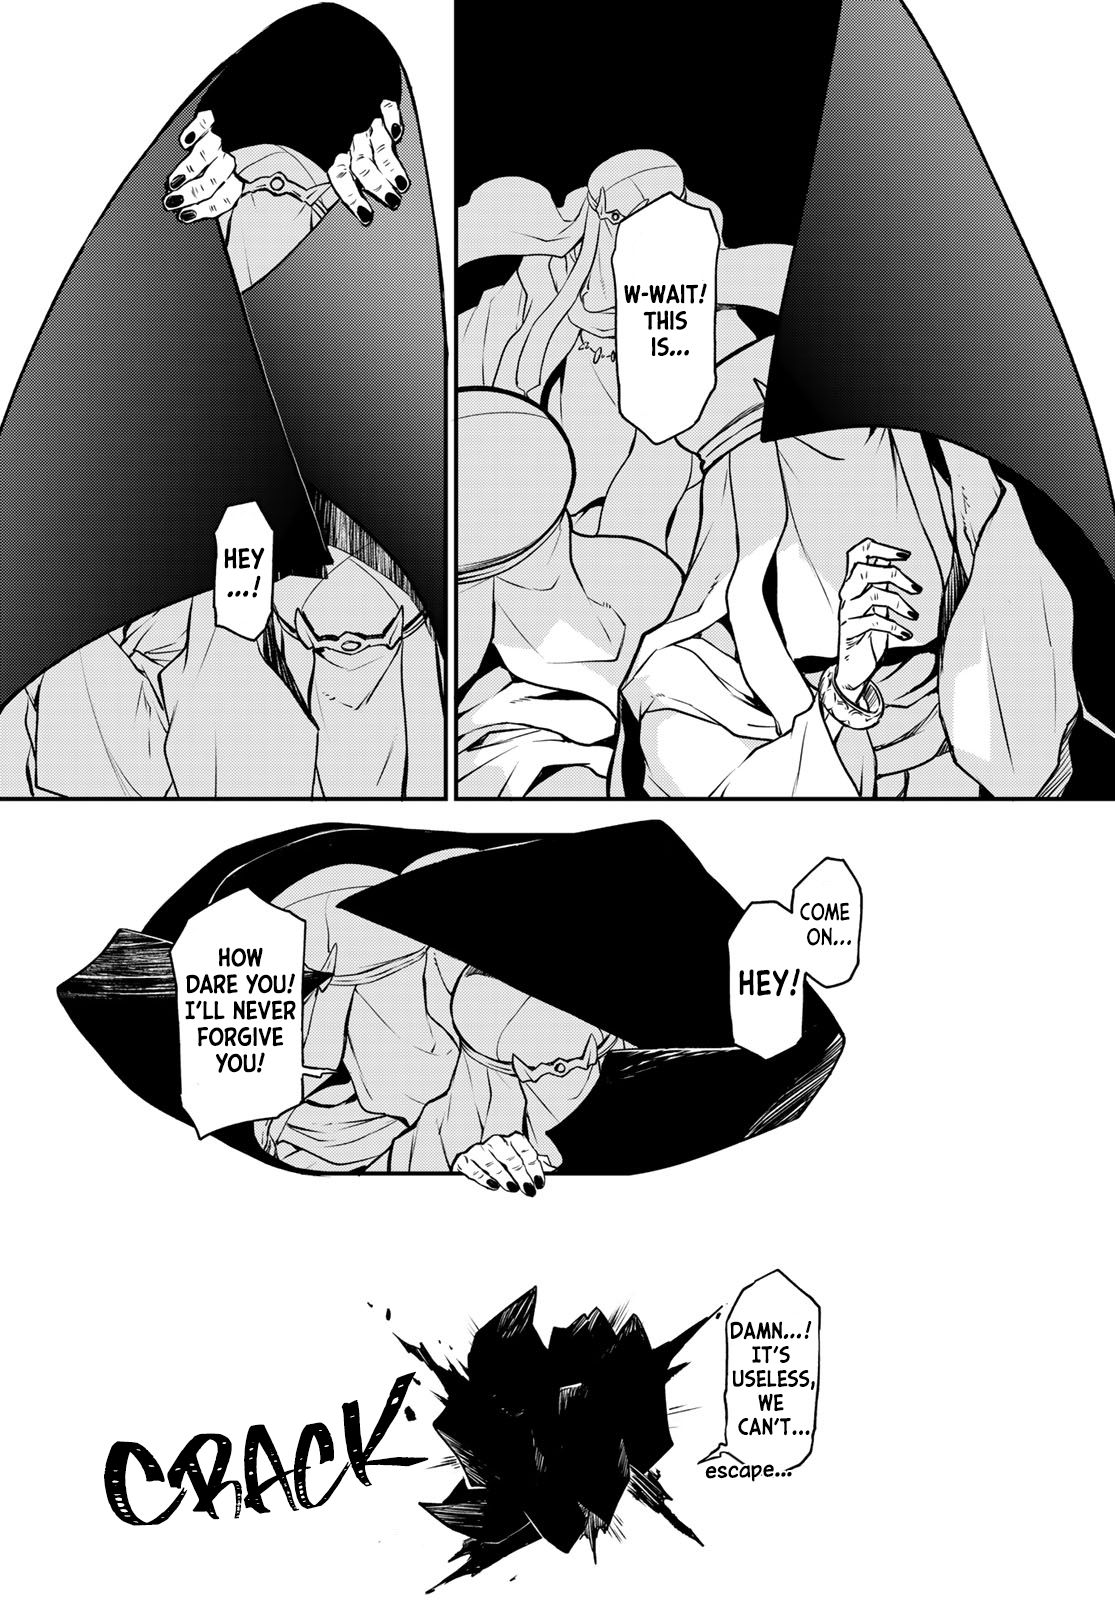 W-WAIT!
THIS
IS...
HEY
...!
COME
ON...
HEY!
HOW
DARE YOU!
I'LL NEVER
FORGIVE
YOU!
DAMN...!
IT'S
USELESS,
WE
CAN'T...
escape...
CRACK